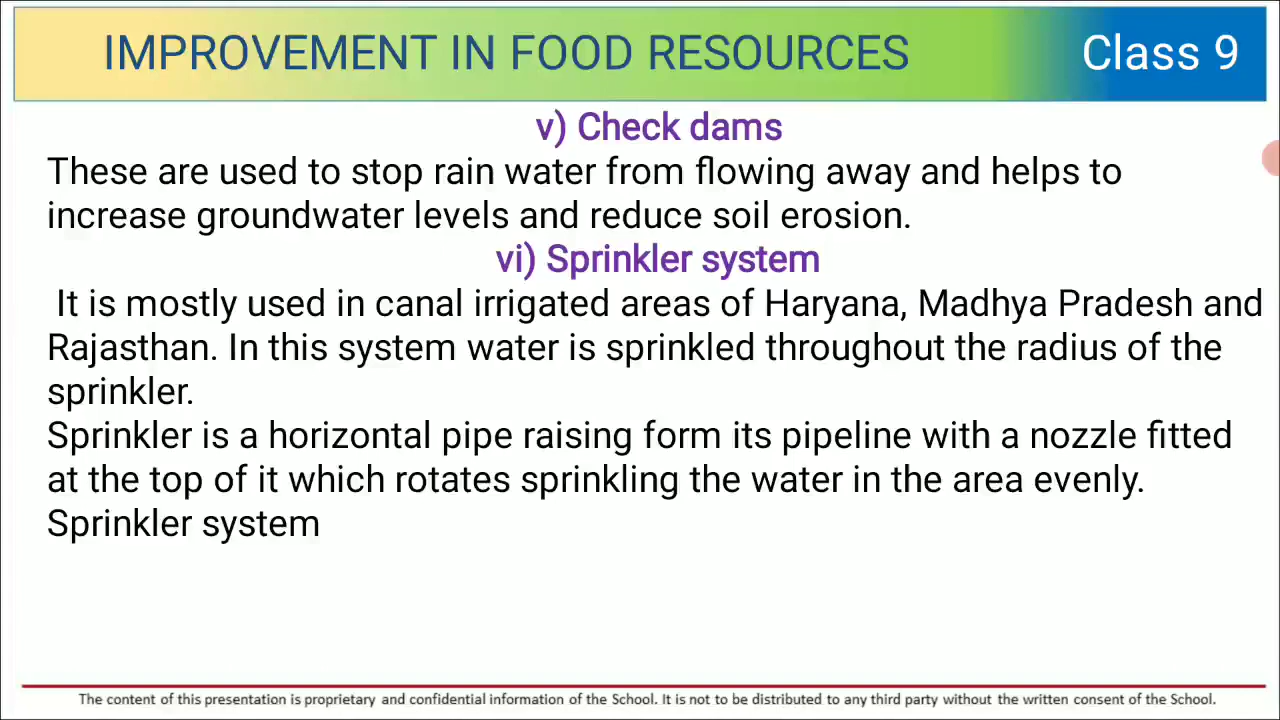 IMPROVEMENT IN FOOD RESOURCES
Class 9
v) Check dams
These are used to stop rain water from flowing away and helps to
increase groundwater levels and reduce soil erosion.
vi) Sprinkler system
It is mostly used in canal irrigated areas of Haryana, Madhya Pradesh and
Rajasthan. In this system water is sprinkled throughout the radius of the
sprinkler.
Sprinkler is a horizontal pipe raising form its pipeline with a nozzle fitted
at the top of it which rotates sprinkling the water in the area evenly.
Sprinkler system
The content of this presentation is proprietary and confidential information of the School. It is not to be distributed to any third party without the written consent of the School.